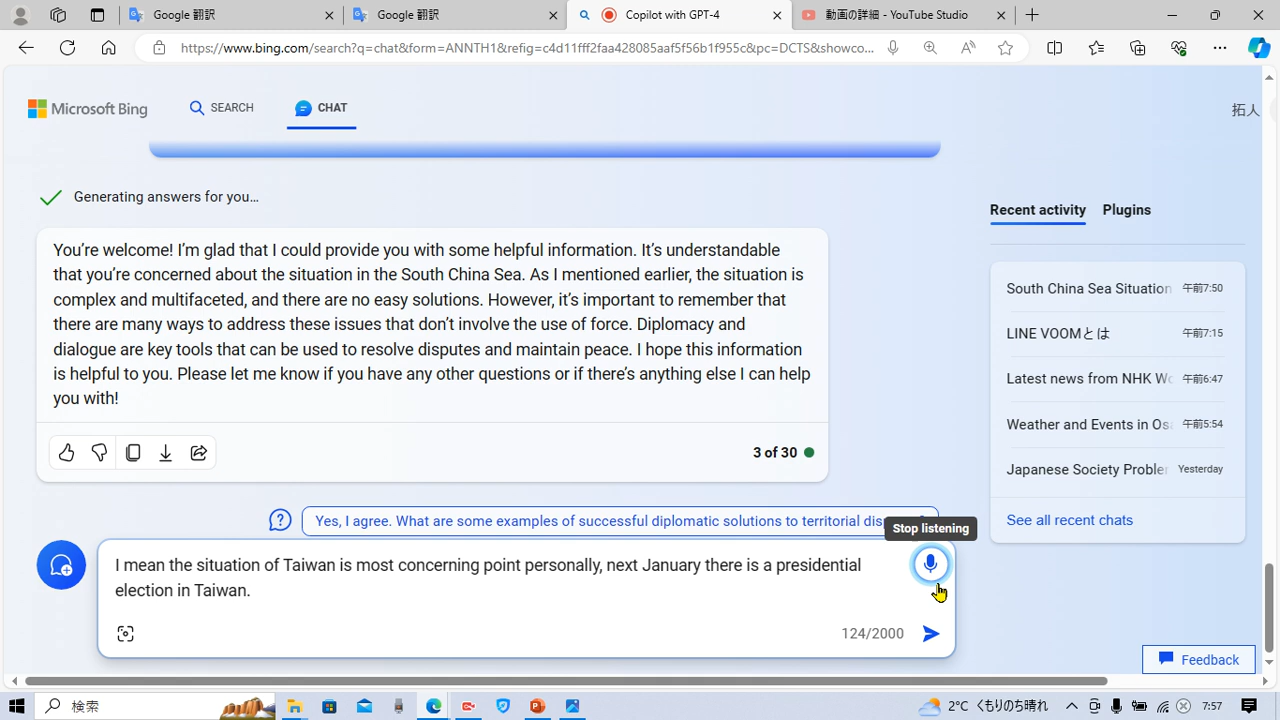 Google 翻訳
Google 翻訳
Copilot with GPT-4
動画の詳細 - YouTube Studio
https://www.bing.com/search?q=chat&form=ANNTH1&refig=c4d11fff2faa428085aaf5f56b1f955c&pc=DCTS&showco...
Microsoft Bing
SEARCH
CHAT
拓人
Generating answers for you...
You're welcome! I'm glad that I could provide you with some helpful information. It's understandable
that you're concerned about the situation in the South China Sea. As I mentioned earlier, the situation is
complex and multifaceted, and there are no easy solutions. However, it's important to remember that
there are many ways to address these issues that don't involve the use of force. Diplomacy and
dialogue are key tools that can be used to resolve disputes and maintain peace. I hope this information
is helpful to you. Please let me know if you have any other questions or if there's anything else I can help
you with!
3 of 30
Recent activity
Plugins
South China Sea Situation 午前7:50
LINE VOOMとは 午前7:15
Latest news from NHK Wo 午前6:47
Weather and Events in Osa 午前5:54
Japanese Society Probler Yesterday
See all recent chats
Yes, I agree. What are some examples of successful diplomatic solutions to territorial dis
Stop listening
I mean the situation of Taiwan is most concerning point personally, next January there is a presidential
election in Taiwan.
124/2000
Feedback
検索
2°C くもりのち晴れ
7:57